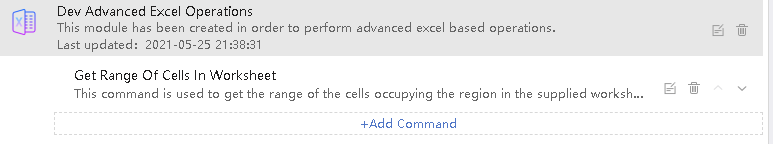 Dev Advanced Excel Operations
This module has been created in order to perform advanced excel based operations.
Last updated: 2021-05-25 21:38:31
Get Range Of Cells In Worksheet
This command is used to get the range of the cells occupying the region in the supplied worksh...
+Add Command